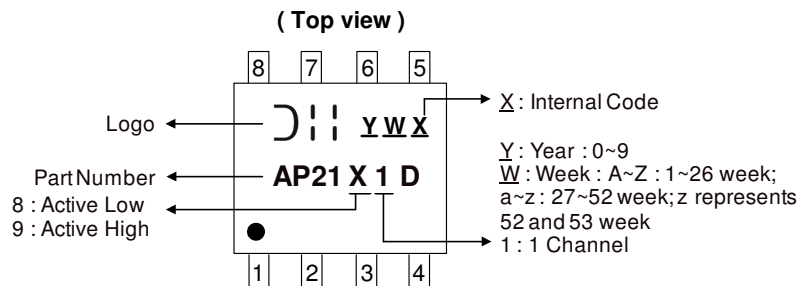 ( Top view )
8 7 6 5
Logo
Y W X
X : Internal Code
Part Number
AP21 X 1 D
8 : Active Low
9 : Active High
Y : Year : 0~9
W : Week : A~Z : 1~26 week;
a~z : 27~52 week; z represents
52 and 53 week
1 : 1 Channel
1 2 3 4